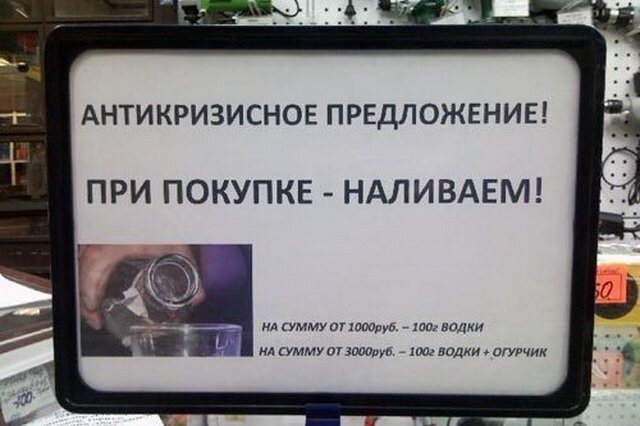 АНТИКРИЗИСНОЕ ПРЕДЛОЖЕНИЕ!
ПРИ ПОКУПКЕ - НАЛИВАЕМ!
НА СУММУ ОТ 1000руб. – 100г ВОДКИ
НА СУММУ ОТ 3000руб. – 100г ВОДКИ + ОГУРЧИК